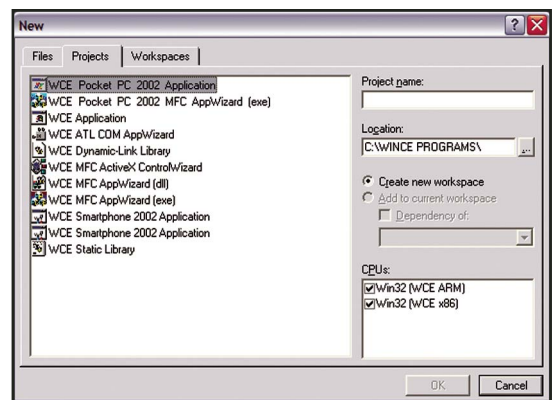 New
Files Projects Workspaces
WCE Pocket PC 2002 Application
WCE Pocket PC 2002 MFC AppWizard (exe)
WCE Application
WCE ATL COM AppWizard
WCE Dynamic-Link Library
WCE MFC ActiveX ControlWizard
WCE MFC AppWizard (dll)
WCE MFC AppWizard (exe)
WCE Smartphone 2002 Application
WCE Smartphone 2002 Application
WCE Static Library
Project name:
Location:
C:\WINCE PROGRAMS\
...
Create new workspace
Add to current workspace
Dependency of:
CPUs:
Win32 (WCE ARM)
Win32 (WCE x86)
OK Cancel